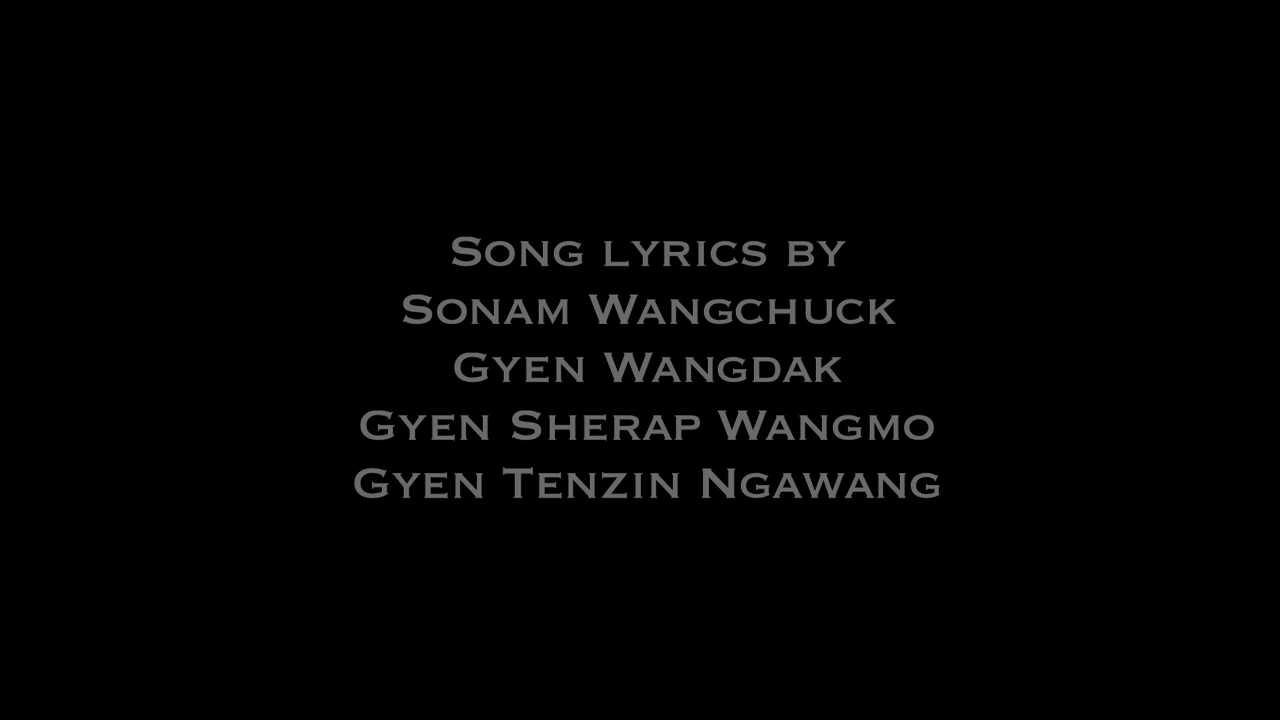 Song lyrics by
Sonam Wangchuck
Gyen Wangdak
Gyen Sherap Wangmo
Gyen Tenzin Ngawang